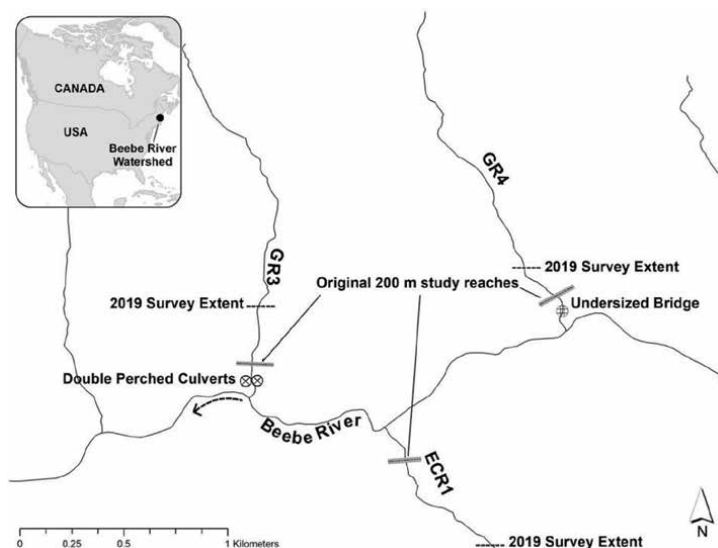 CANADA
USA
Beebe River
Watershed
GR4
GR3
2019 Survey Extent
Original 200 m study reaches
2019 Survey Extent
Undersized Bridge
Double Perched Culverts
Beebe River
ECR1
2019 Survey Extent
0 0.25 0.5 1 Kilometers
N